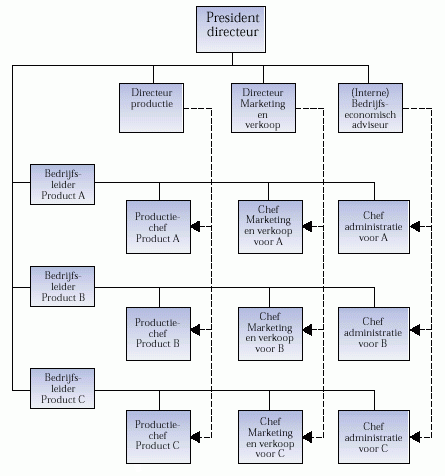 President
directeur
Directeur
productie
Directeur
Marketing
en
verkoop
(Interne)
Bedrijfs-
economisch
adviseur
Bedrijfs-
leider
Product A
Productie-
chef
Product A
Chef
Marketing
en verkoop
voor A
Chef
administratie
voor A
Bedrijfs-
leider
Product B
Productie-
chef
Product B
Chef
Marketing
en verkoop
voor B
Chef
administratie
voor B
Bedrijfs-
leider
Product C
Productie-
chef
Product C
Chef
Marketing
en verkoop
voor C
Chef
administratie
voor C